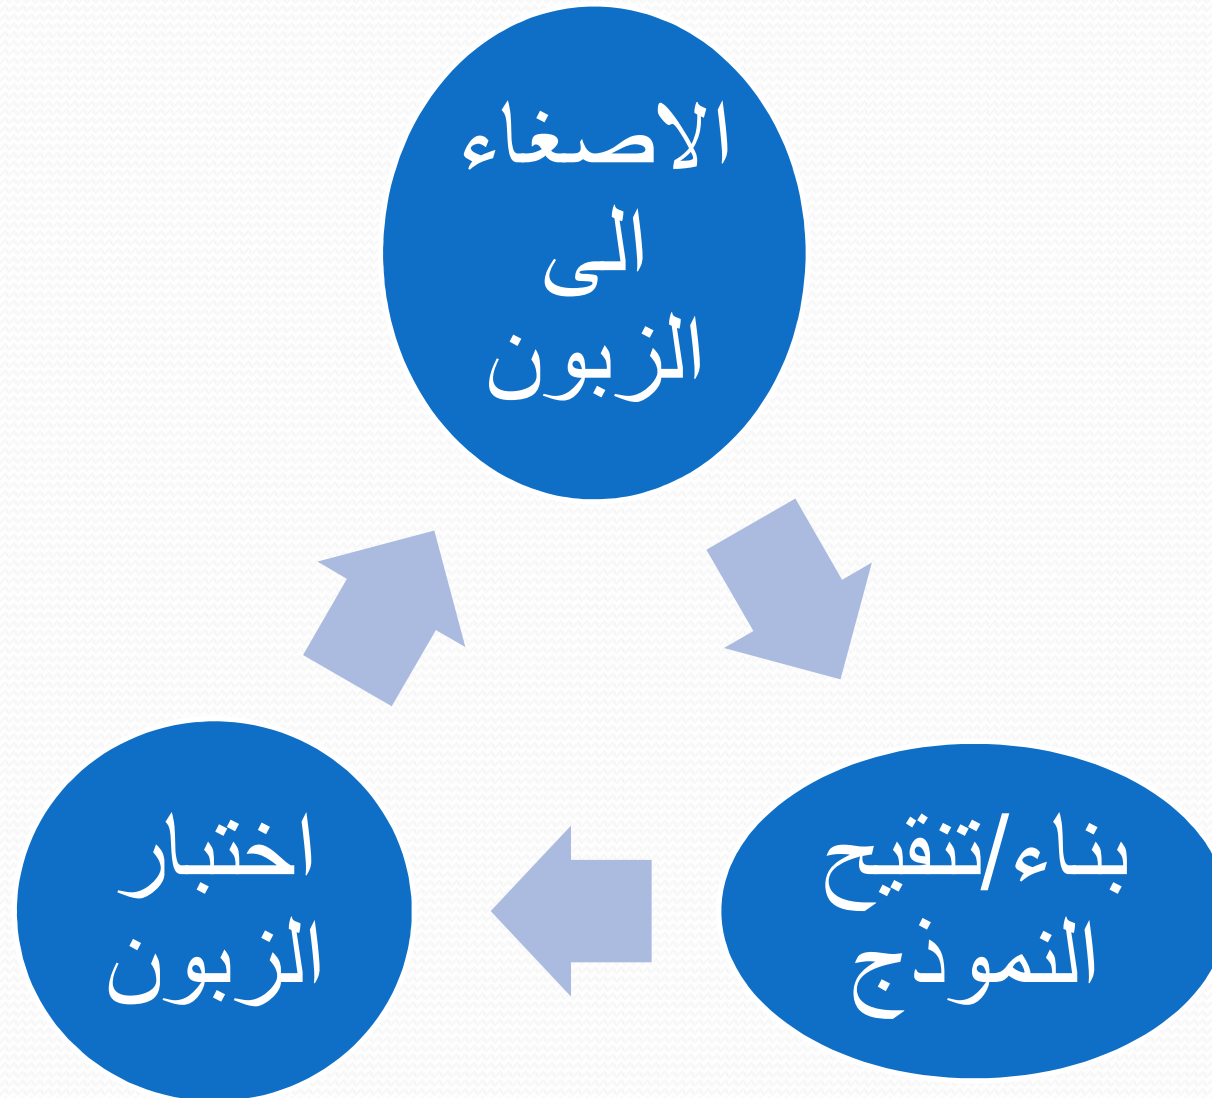 الاصغاء
الى
الزبون
بناء/تنقيح
النموذج
اختبار
الزبون